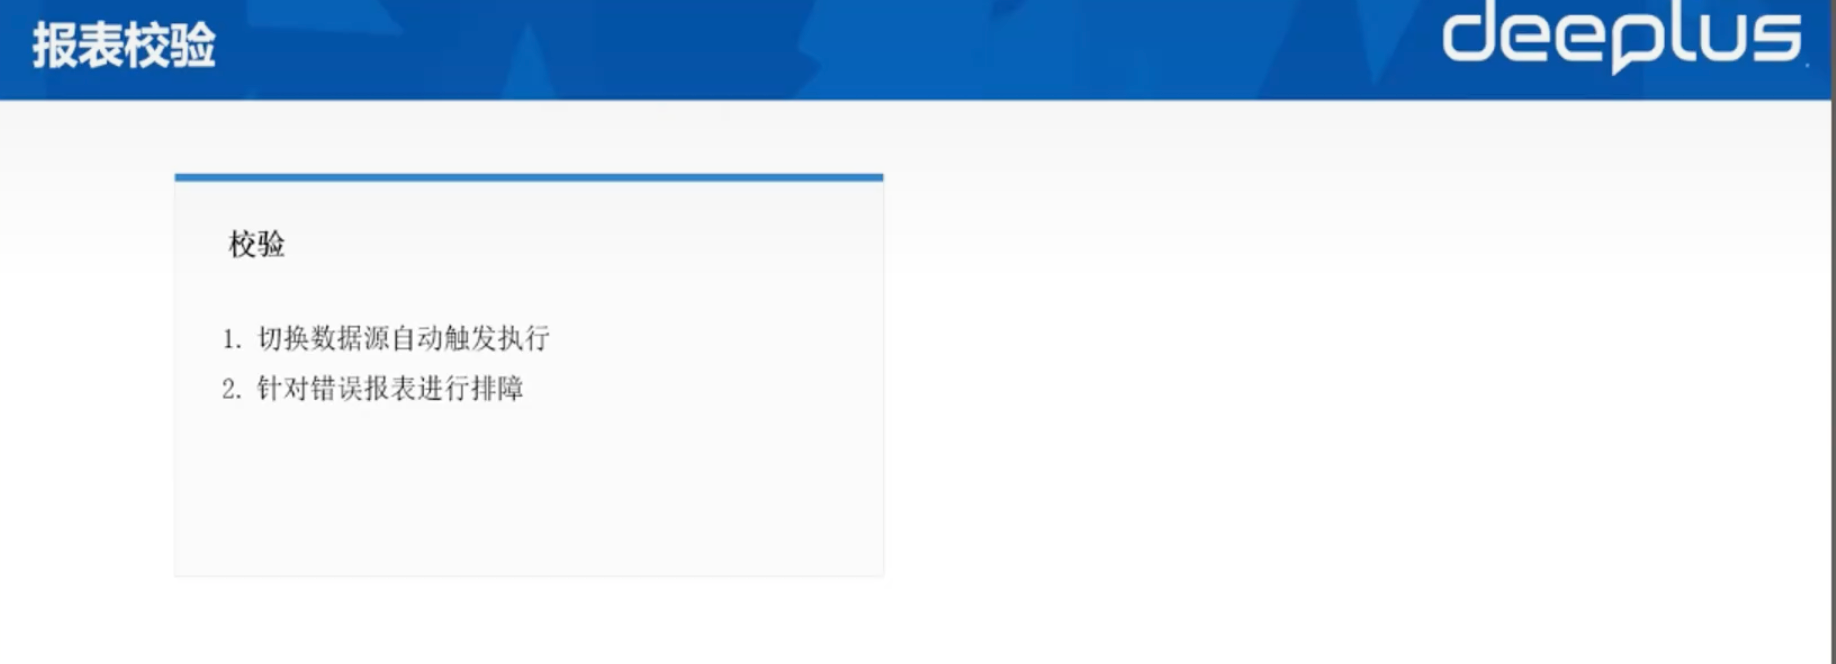 报表校验
deeplus
校验
1. 切换数据源自动触发执行
2. 针对错误报表进行排障